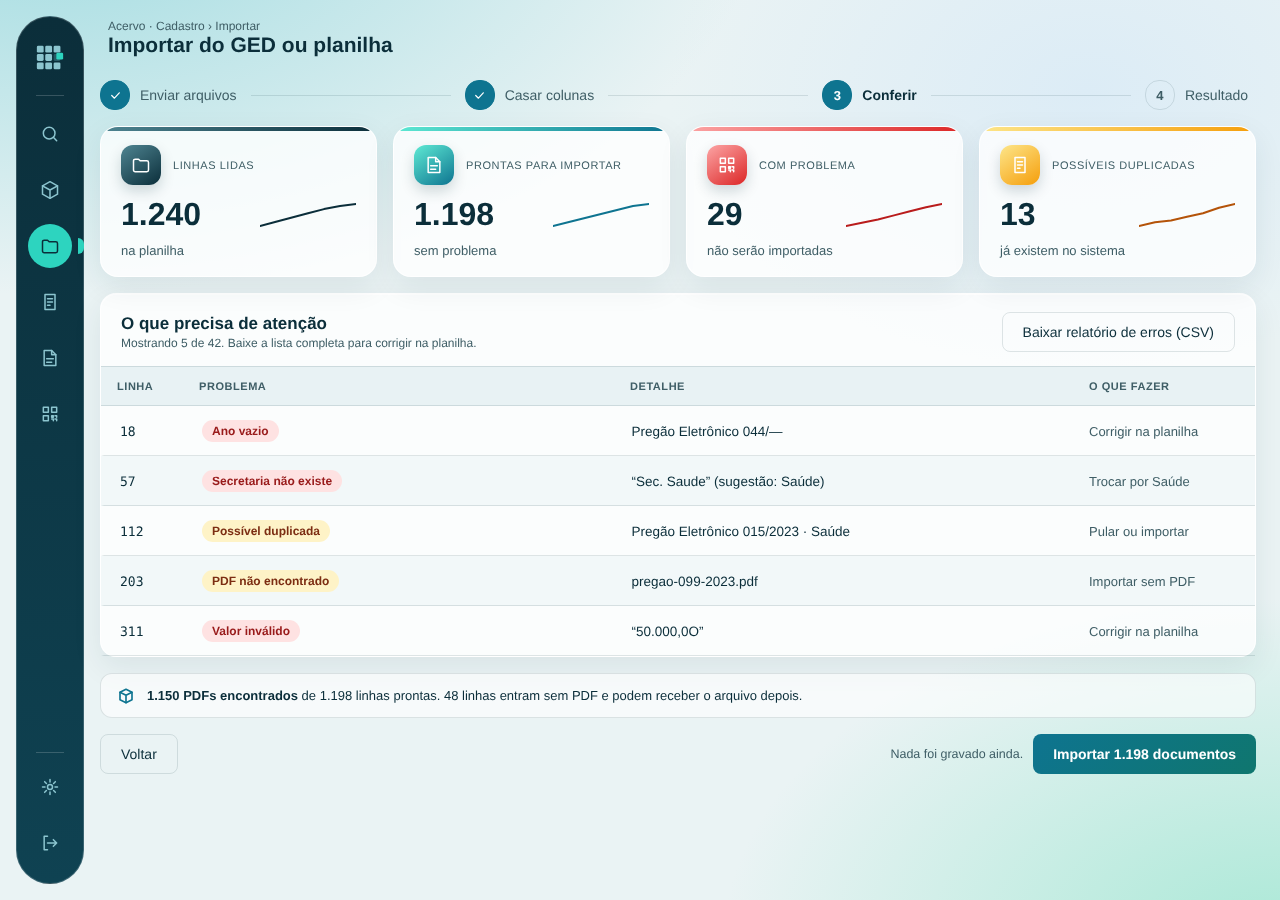 Acervo · Cadastro › Importar
Importar do GED ou planilha
Enviar arquivos
Casar colunas
3 Conferir
4 Resultado
LINHAS LIDAS
1.240
na planilha
PRONTAS PARA IMPORTAR
1.198
sem problema
COM PROBLEMA
29
não serão importadas
POSSÍVEIS DUPLICADAS
13
já existem no sistema
O que precisa de atenção
Mostrando 5 de 42. Baixe a lista completa para corrigir na planilha.
Baixar relatório de erros (CSV)
LINHA PROBLEMA DETALHE O QUE FAZER
18 Ano vazio Pregão Eletrônico 044/— Corrigir na planilha
57 Secretaria não existe “Sec. Saude” (sugestão: Saúde) Trocar por Saúde
112 Possível duplicada Pregão Eletrônico 015/2023 · Saúde Pular ou importar
203 PDF não encontrado pregao-099-2023.pdf Importar sem PDF
311 Valor inválido “50.000,0O” Corrigir na planilha
1.150 PDFs encontrados de 1.198 linhas prontas. 48 linhas entram sem PDF e podem receber o arquivo depois.
Voltar
Nada foi gravado ainda.
Importar 1.198 documentos